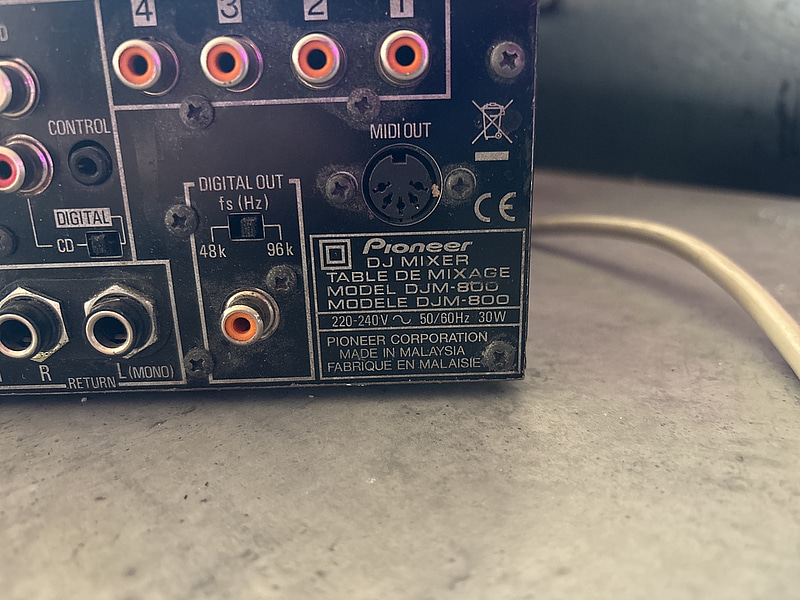 4 3 2 1
CONTROL
MIDI OUT
DIGITAL OUT
fs (Hz)
48k 96k
DIGITAL
CD
Pioneer
DJ MIXER
TABLE DE MIXAGE
MODEL DJM-800
MODELE DJM-800
220-240V ~ 50/60Hz 30W
PIONEER CORPORATION
MADE IN MALAYSIA
FABRIQUE EN MALAISIE
CE
R L (MONO)
RETURN